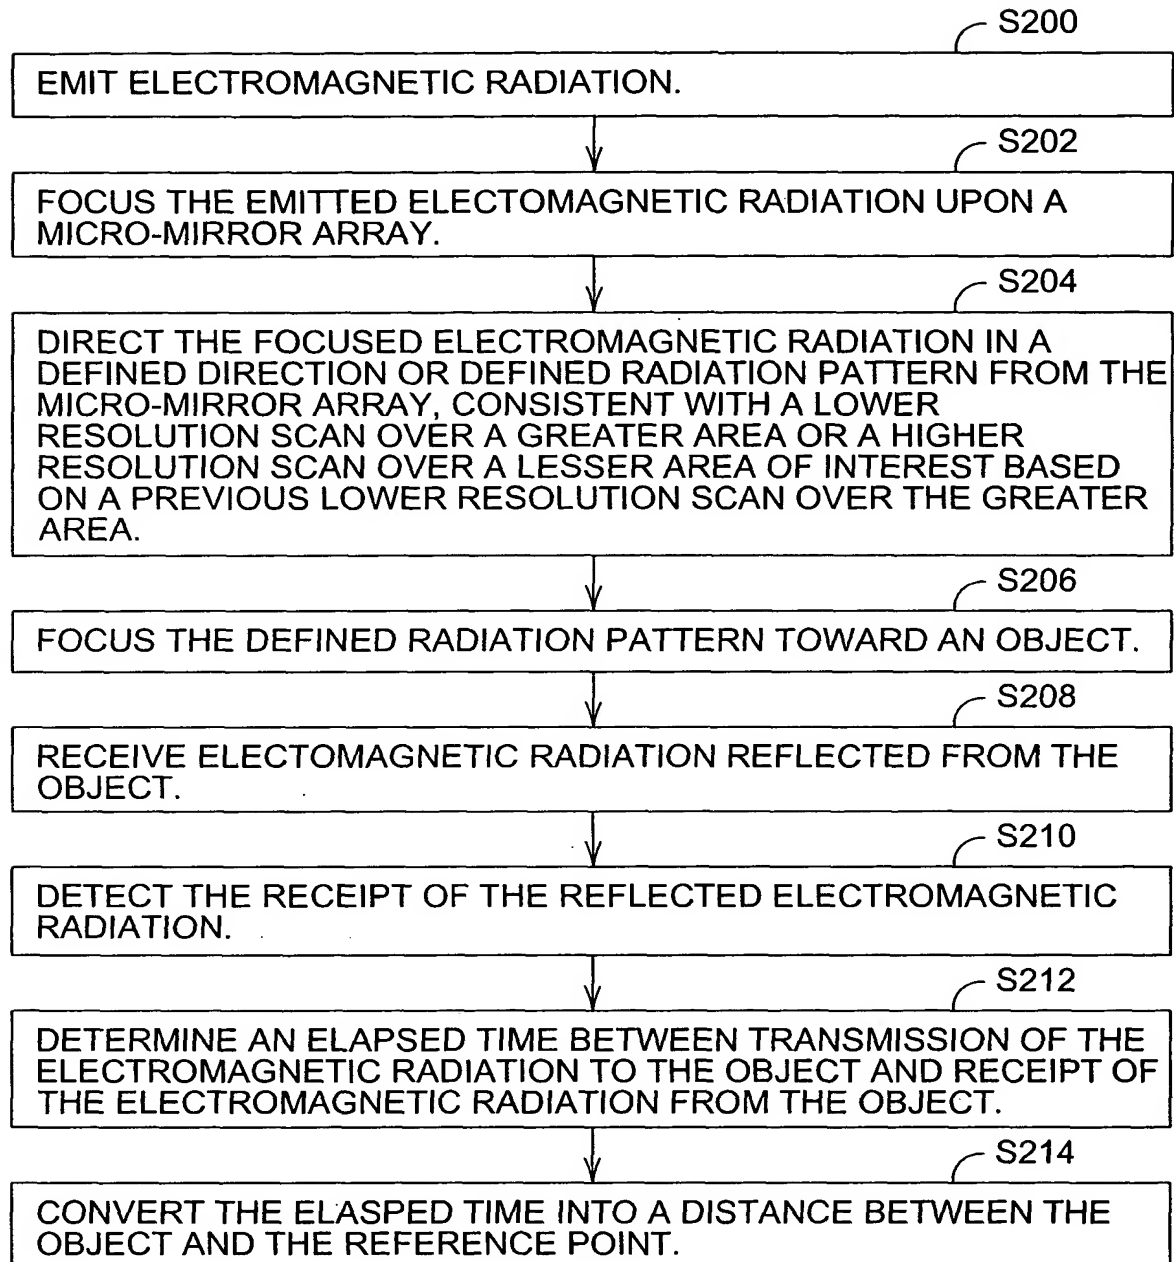 S200
EMIT ELECTROMAGNETIC RADIATION.
S202
FOCUS THE EMITTED ELECTOMAGNETIC RADIATION UPON A
MICRO-MIRROR ARRAY.
S204
DIRECT THE FOCUSED ELECTROMAGNETIC RADIATION IN A
DEFINED DIRECTION OR DEFINED RADIATION PATTERN FROM THE
MICRO-MIRROR ARRAY, CONSISTENT WITH A LOWER
RESOLUTION SCAN OVER A GREATER AREA OR A HIGHER
RESOLUTION SCAN OVER A LESSER AREA OF INTEREST BASED
ON A PREVIOUS LOWER RESOLUTION SCAN OVER THE GREATER
AREA.
S206
FOCUS THE DEFINED RADIATION PATTERN TOWARD AN OBJECT.
S208
RECEIVE ELECTOMAGNETIC RADIATION REFLECTED FROM THE
OBJECT.
S210
DETECT THE RECEIPT OF THE REFLECTED ELECTROMAGNETIC
RADIATION.
S212
DETERMINE AN ELAPSED TIME BETWEEN TRANSMISSION OF THE
ELECTROMAGNETIC RADIATION TO THE OBJECT AND RECEIPT OF
THE ELECTROMAGNETIC RADIATION FROM THE OBJECT.
S214
CONVERT THE ELASPED TIME INTO A DISTANCE BETWEEN THE
OBJECT AND THE REFERENCE POINT.